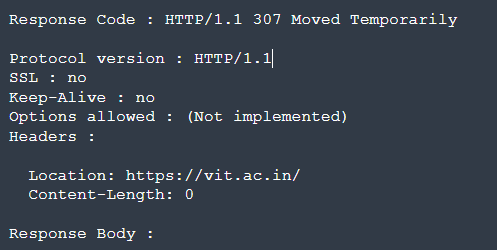 Response Code : HTTP/1.1 307 Moved Temporarily
Protocol version : HTTP/1.1
SSL : no
Keep-Alive : no
Options allowed : (Not implemented)
Headers :
Location: https://vit.ac.in/
Content-Length: 0
Response Body :